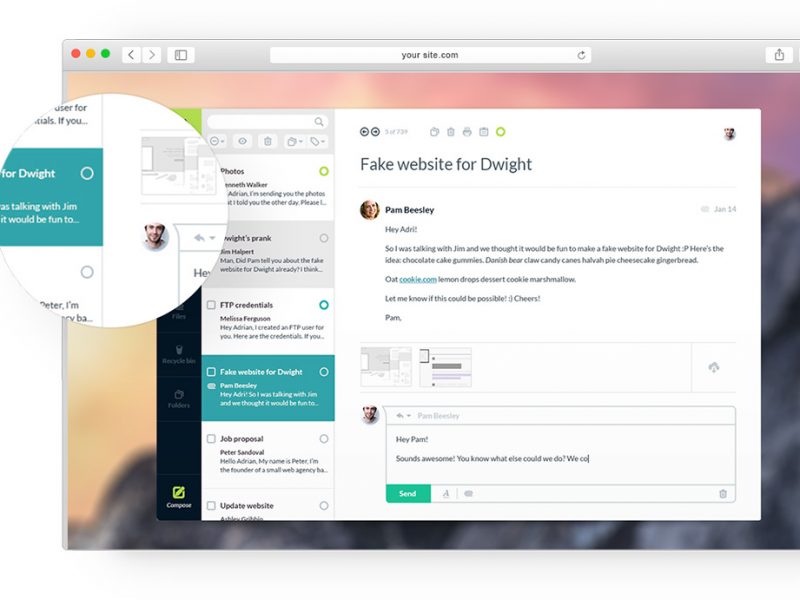 your site.com
user for
tials. If you...
for Dwight
was talking with Jim
it would be fun to...
Peter, I'm
agency ba...
He
Files
Recycle bin
Folders
Compose
Photos
Kenneth Walker
Adrian, I'm sending you the photos
that I told you the other day. Please l...
Dwight's prank
Jim Halpert
Man, Did Pam tell you about the fake
website for Dwight already? I think...
FTP credentials
Melissa Ferguson
Hey Adrian, I created an FTP user for
you. Here are the credentials. If you...
Fake website for Dwight
Pam Beesley
Hey Adri! So I was talking with Jim
and we thought it would be fun to...
Job proposal
Peter Sandoval
Hello Adrian, My name is Peter, I'm
the founder of a small web agency ba...
Update website
Ashley Gribbin
5 of 739
Fake website for Dwight
Pam Beesley
Jan 14
Hey Adri!
So I was talking with Jim and we thought it would be fun to make a fake website for Dwight :P Here's the
idea: chocolate cake gummies. Danish bear claw candy canes halvah pie cheesecake gingerbread.
Oat cookie.com lemon drops dessert cookie marshmallow.
Let me know if this could be possible! :) Cheers!
Pam,
Pam Beesley
Hey Pam!
Sounds awesome! You know what else could we do? We co
Send
A